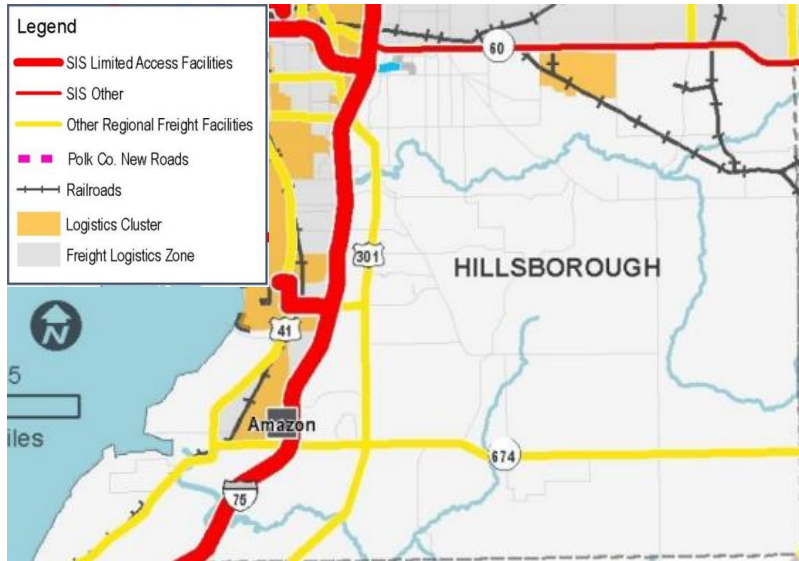 Legend
SIS Limited Access Facilities
SIS Other
Other Regional Freight Facilities
Polk Co. New Roads
Railroads
Logistics Cluster
Freight Logistics Zone
60
301
HILLSBOROUGH
N
41
5
iles
Amazon
674
75